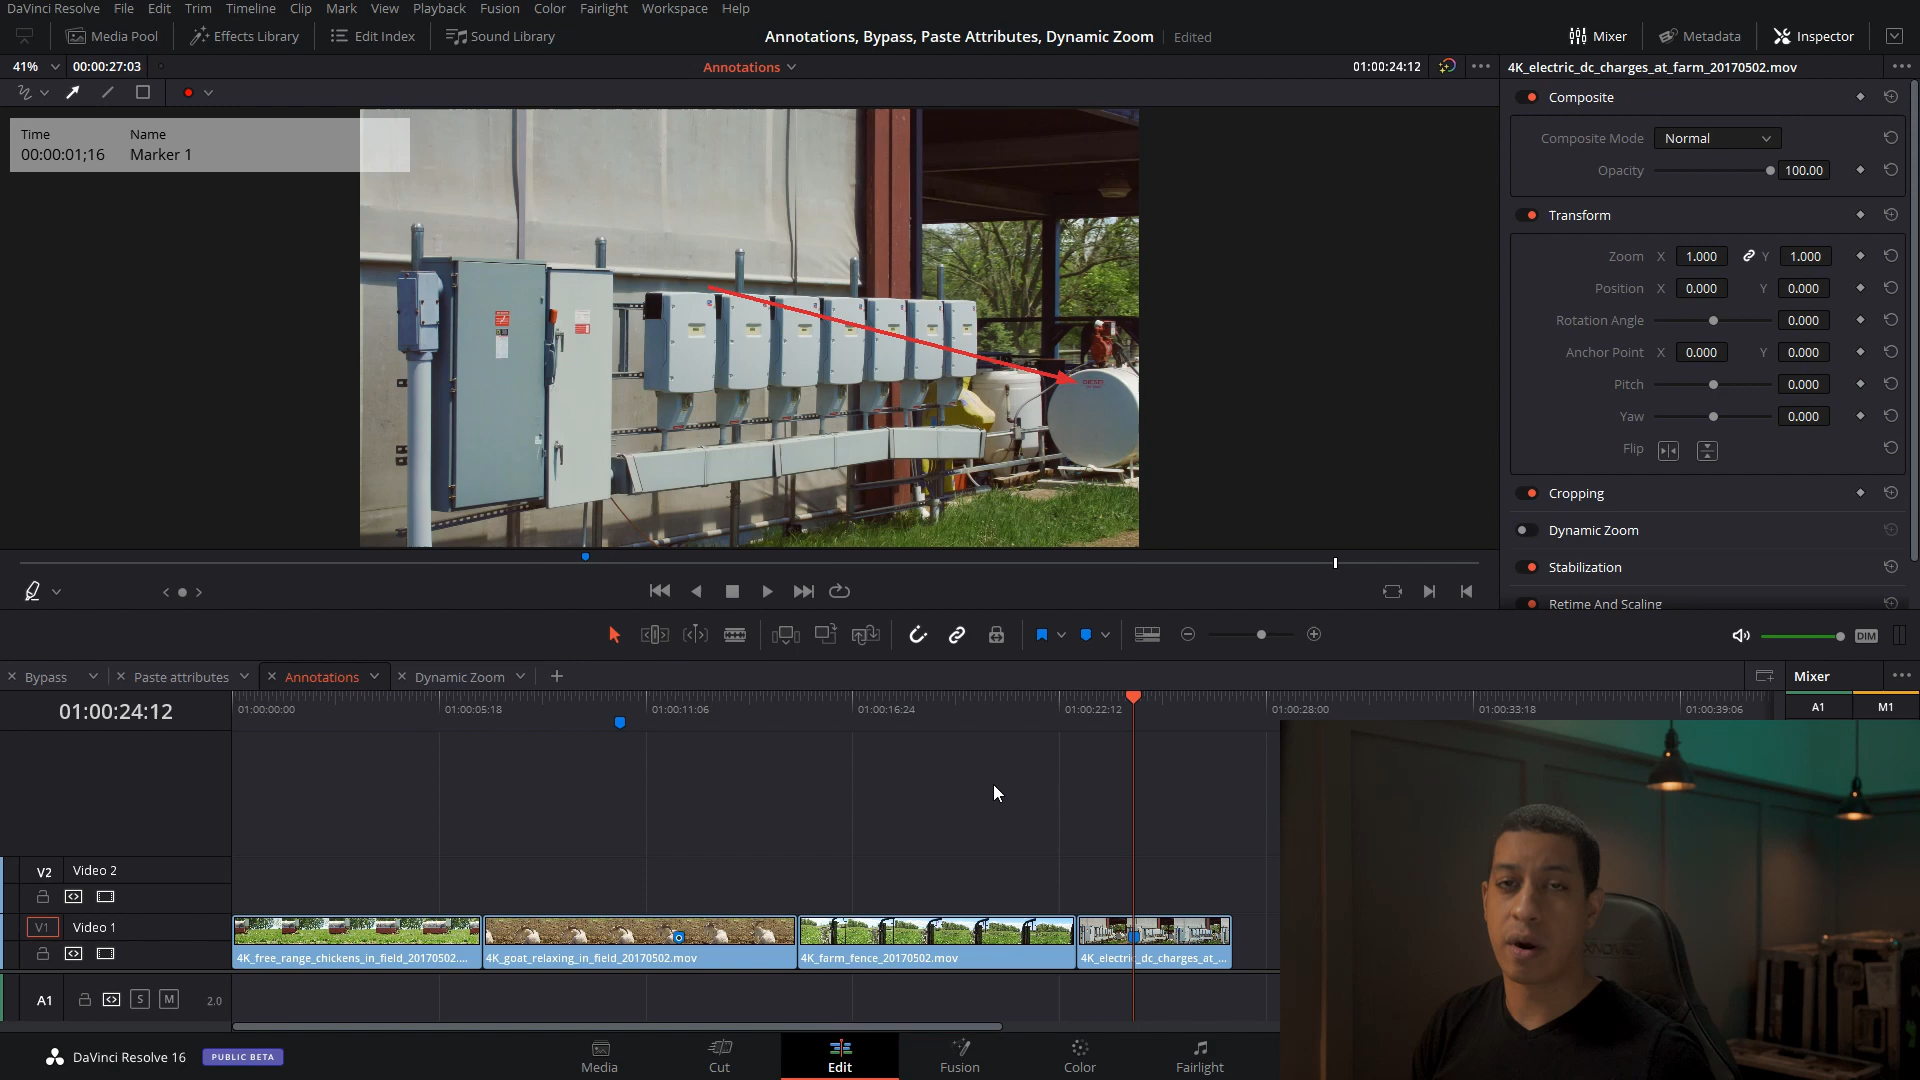 DaVinci Resolve File Edit Trim Timeline Clip Mark View Playback Fusion Color Fairlight Workspace Help
Media Pool Effects Library Edit Index Sound Library Annotations, Bypass, Paste Attributes, Dynamic Zoom Edited Mixer Metadata Inspector
41% 00:00:27:03 Annotations 01:00:24:12 4K_electric_dc_charges_at_farm_20170502.mov
Composite
Time Name
00:00:01;16 Marker 1
Composite Mode Normal
Opacity 100.00
Transform
Zoom X 1.000 Y 1.000
Position X 0.000 Y 0.000
Rotation Angle 0.000
Anchor Point X 0.000 Y 0.000
Pitch 0.000
Yaw 0.000
Flip
Cropping
Dynamic Zoom
Stabilization
Retime And Scaling
DIESEL
DIM
Bypass Paste attributes Annotations Dynamic Zoom Mixer
01:00:24:12 01:00:00:00 01:00:05:18 01:00:11:06 01:00:16:24 01:00:22:12 01:00:28:00 01:00:33:18 01:00:39:06 A1 M1
V2 Video 2
V1 Video 1
4K_free_range_chickens_in_field_20170502.... 4K_goat_relaxing_in_field_20170502.mov 4K_farm_fence_20170502.mov 4K_electric_dc_charges_at_...
A1 S M 2.0
DaVinci Resolve 16 PUBLIC BETA Media Cut Edit Fusion Color Fairlight